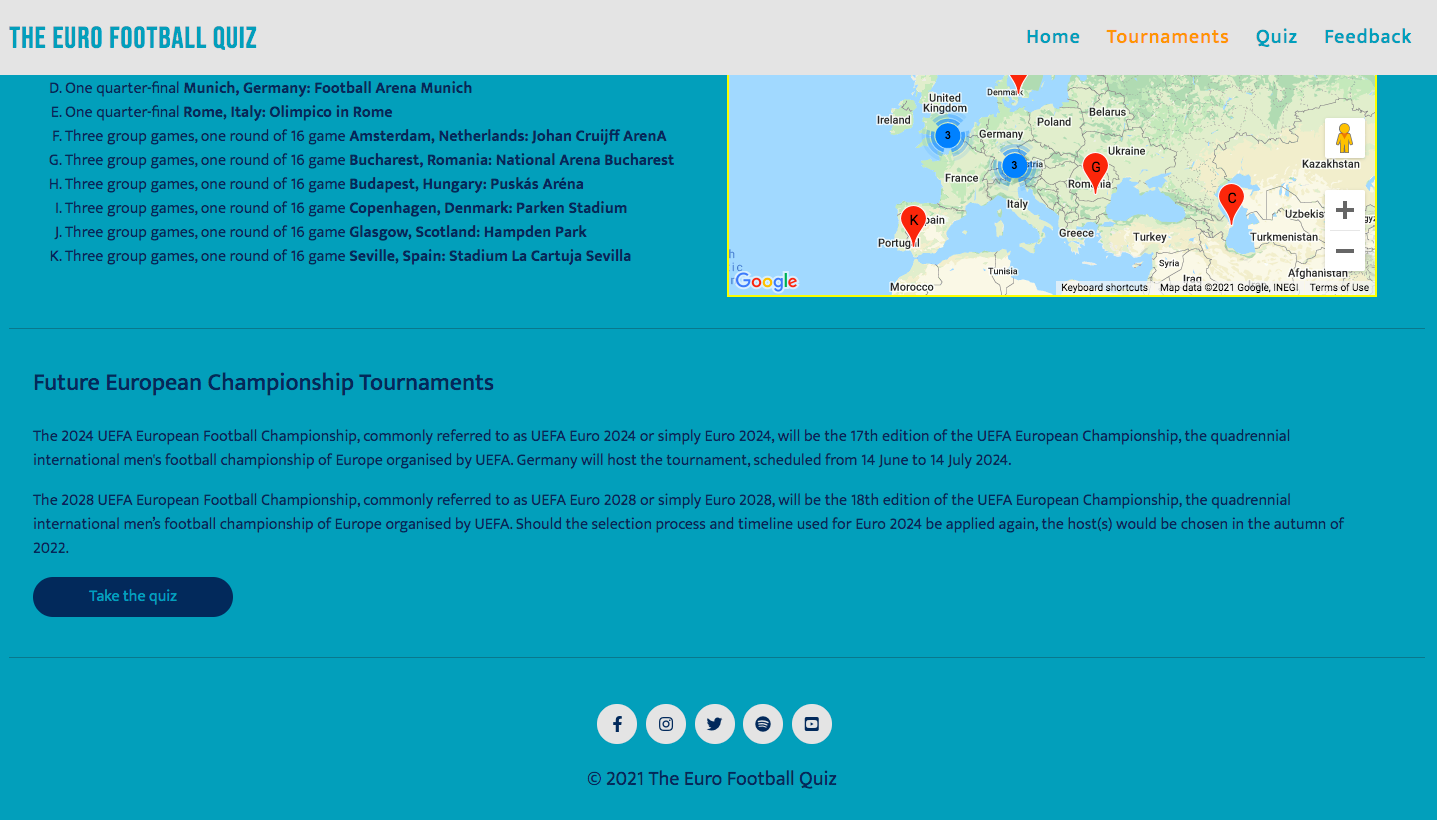 THE EURO FOOTBALL QUIZ
Home Tournaments Quiz Feedback
D. One quarter-final Munich, Germany: Football Arena Munich
E. One quarter-final Rome, Italy: Olimpico in Rome
F. Three group games, one round of 16 game Amsterdam, Netherlands: Johan Cruijff ArenA
G. Three group games, one round of 16 game Bucharest, Romania: National Arena Bucharest
H. Three group games, one round of 16 game Budapest, Hungary: Puskás Aréna
I. Three group games, one round of 16 game Copenhagen, Denmark: Parken Stadium
J. Three group games, one round of 16 game Glasgow, Scotland: Hampden Park
K. Three group games, one round of 16 game Seville, Spain: Stadium La Cartuja Sevilla
Denmark
United
Kingdom
Ireland
Belarus
Poland
Germany
3
Ukraine
Kazakhstan
3
France
G
Romania
C
Italy
K
Portugal
Greece
Turkey
Turkmenistan
Syria
Tunisia
Afghanistan
Morocco
Google
Keyboard shortcuts Map data ©2021 Google, INEGI Terms of Use
Future European Championship Tournaments
The 2024 UEFA European Football Championship, commonly referred to as UEFA Euro 2024 or simply Euro 2024, will be the 17th edition of the UEFA European Championship, the quadrennial
international men's football championship of Europe organised by UEFA. Germany will host the tournament, scheduled from 14 June to 14 July 2024.
The 2028 UEFA European Football Championship, commonly referred to as UEFA Euro 2028 or simply Euro 2028, will be the 18th edition of the UEFA European Championship, the quadrennial
international men’s football championship of Europe organised by UEFA. Should the selection process and timeline used for Euro 2024 be applied again, the host(s) would be chosen in the autumn of
2022.
Take the quiz
© 2021 The Euro Football Quiz